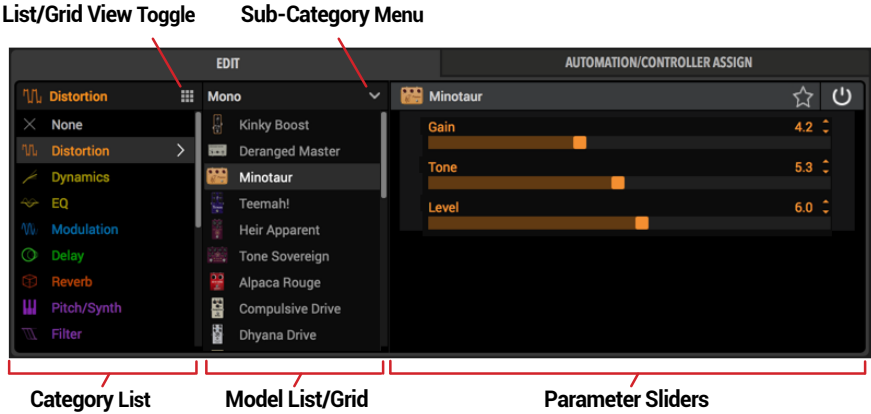 List/Grid View Toggle
Sub-Category Menu
EDIT
AUTOMATION/CONTROLLER ASSIGN
Distortion
Mono
Minotaur
None
Distortion
Dynamics
EQ
Modulation
Delay
Reverb
Pitch/Synth
Filter
Kinky Boost
Deranged Master
Minotaur
Teemah!
Heir Apparent
Tone Sovereign
Alpaca Rouge
Compulsive Drive
Dhyana Drive
Gain 4.2
Tone 5.3
Level 6.0
Category List
Model List/Grid
Parameter Sliders